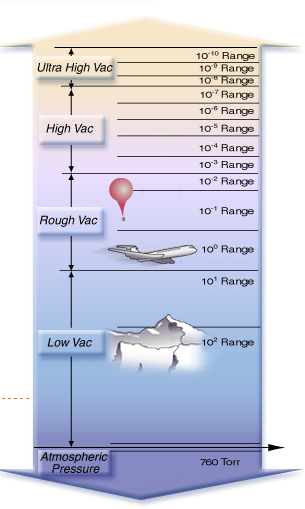 10⁻¹⁰ Range
Ultra High Vac
10⁻⁹ Range
10⁻⁸ Range
10⁻⁷ Range
10⁻⁶ Range
High Vac
10⁻⁵ Range
10⁻⁴ Range
10⁻³ Range
10⁻² Range
10⁻¹ Range
Rough Vac
10⁰ Range
10¹ Range
Low Vac
10² Range
Atmospheric
Pressure
760 Torr